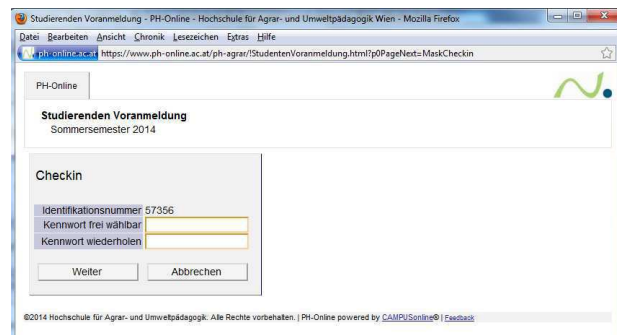 Studierenden Voranmeldung - PH-Online - Hochschule für Agrar- und Umweltpädagogik Wien - Mozilla Firefox
Datei Bearbeiten Ansicht Chronik Lesezeichen Extras Hilfe
ph-online.ac.at https://www.ph-online.ac.at/ph-agrar/!StudentenVoranmeldung.html?p0PageNext=MaskCheckin
PH-Online
Studierenden Voranmeldung
Sommersemester 2014
Checkin
Identifikationsnummer 57356
Kennwort frei wählbar
Kennwort wiederholen
Weiter Abbrechen
©2014 Hochschule für Agrar- und Umweltpädagogik. Alle Rechte vorbehalten. | PH-Online powered by CAMPUSonline® | Feedback